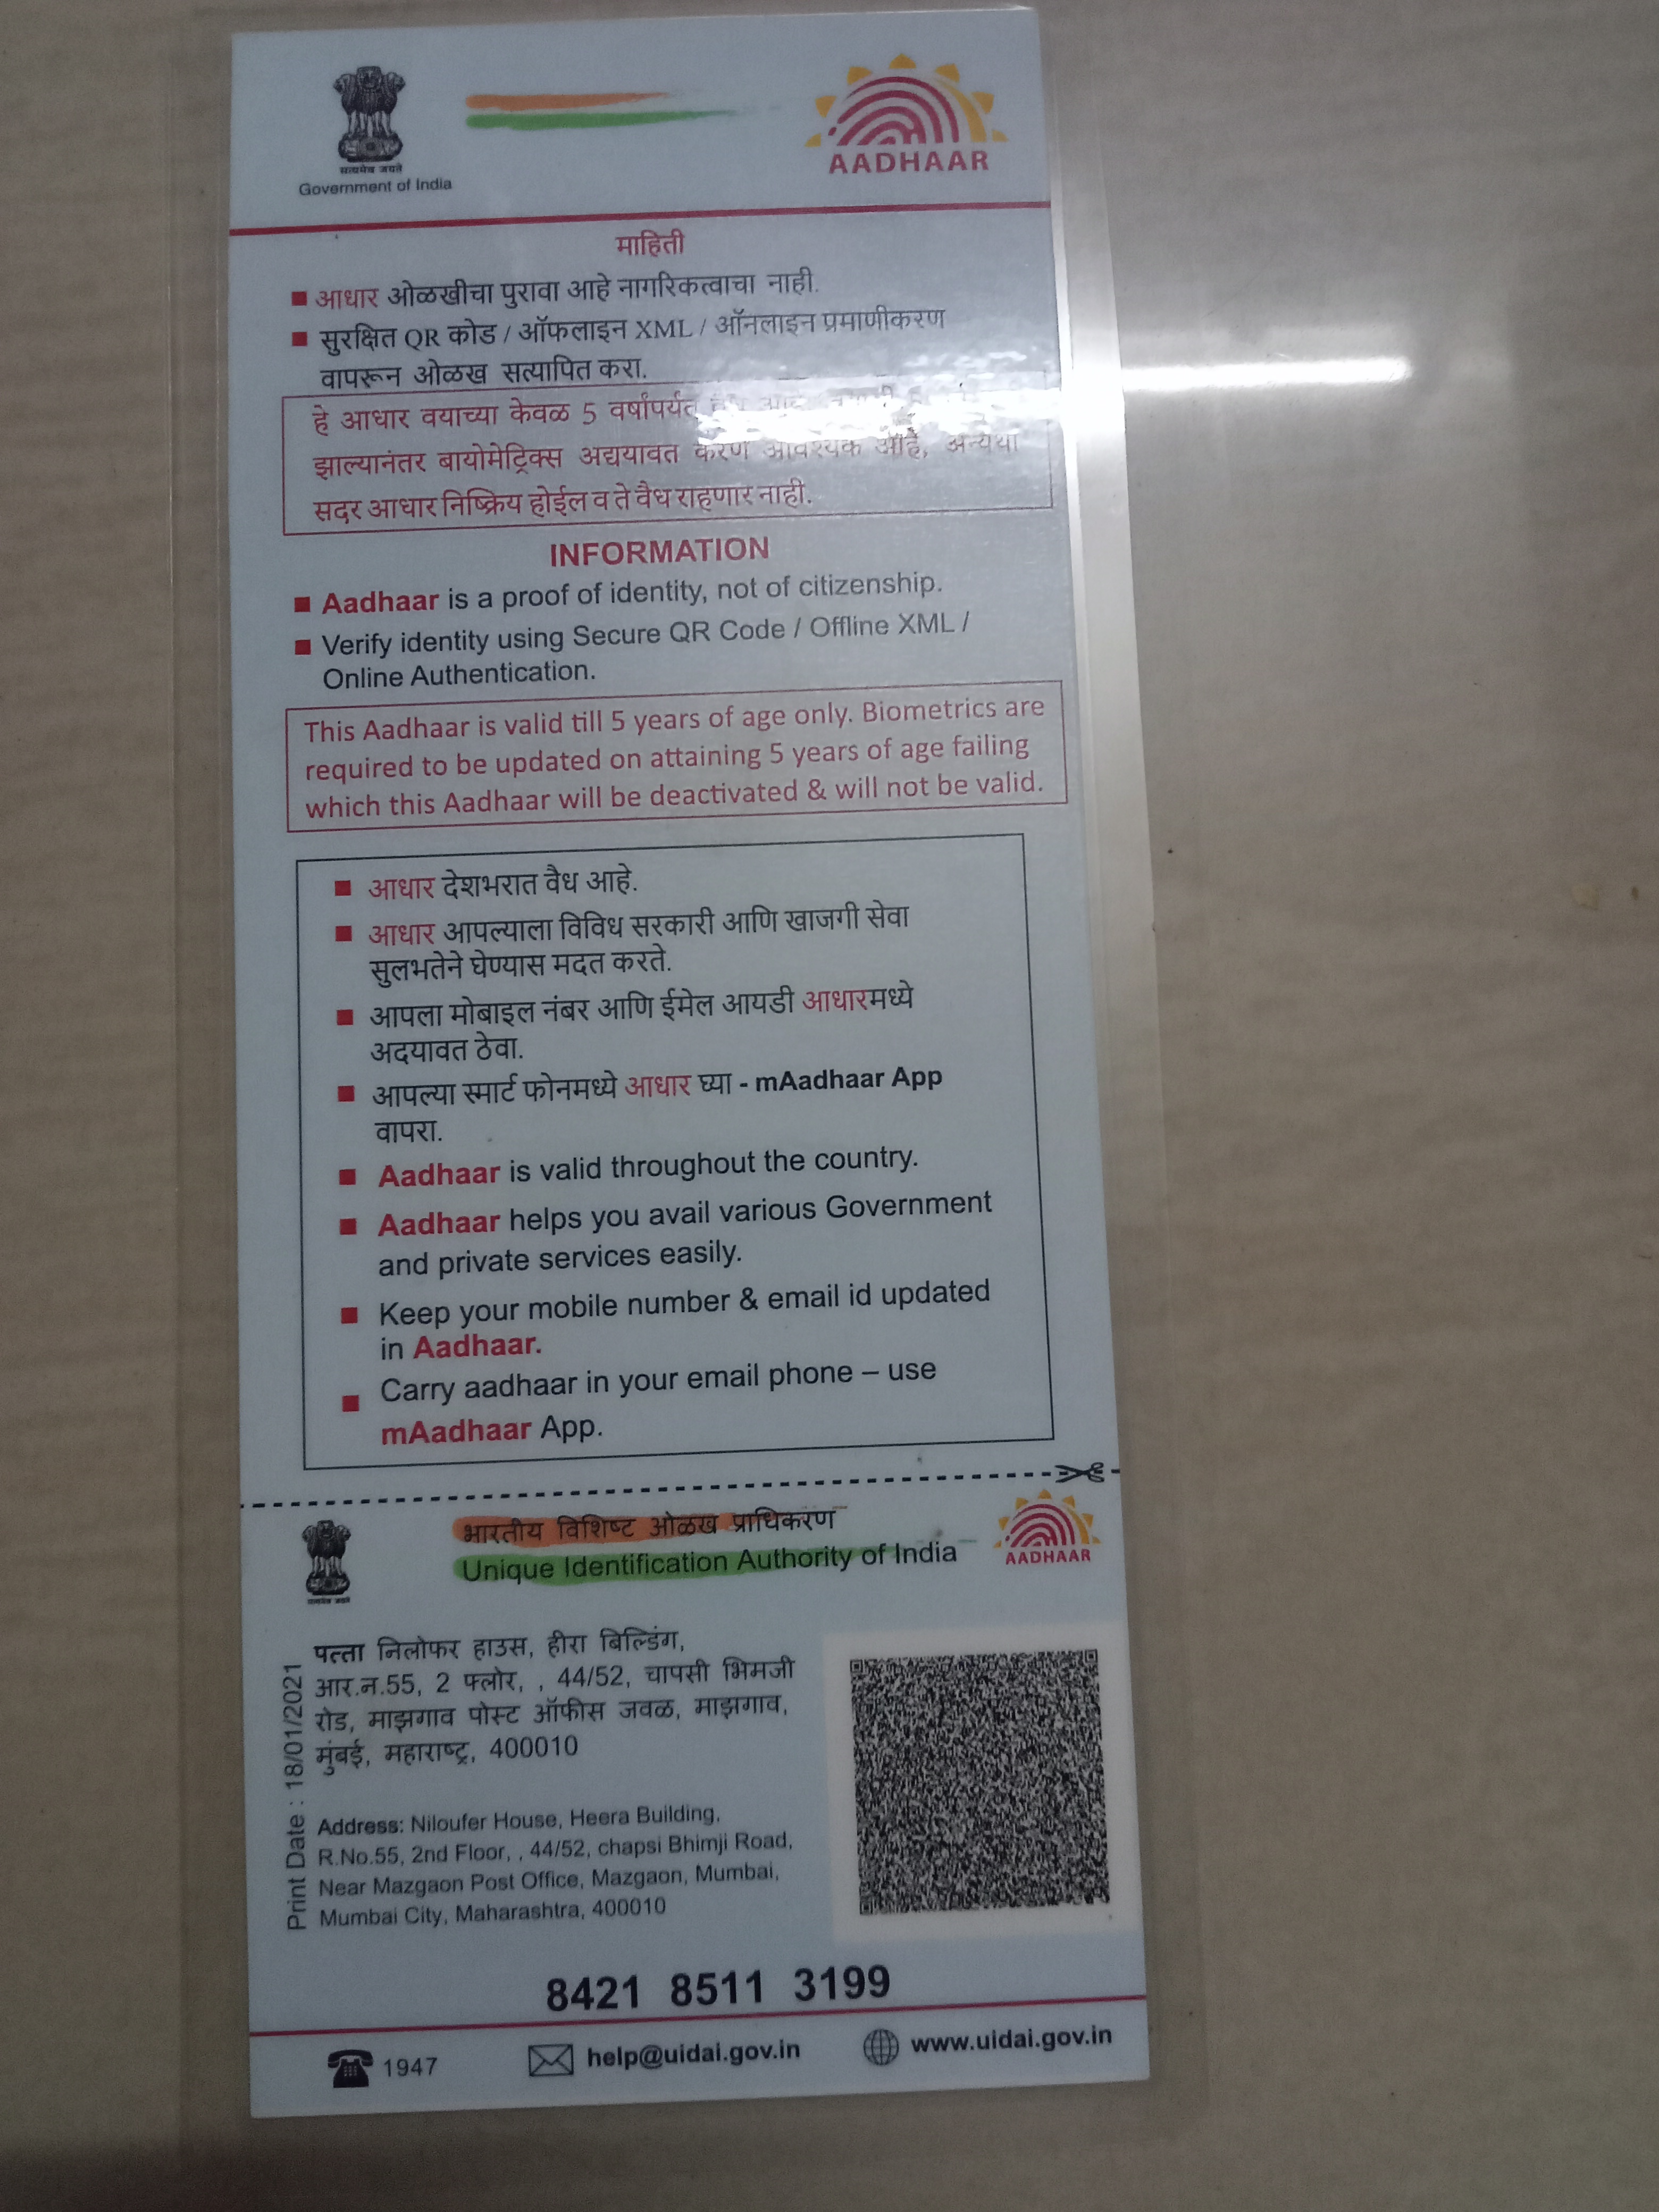 सत्यमेव जयते
Government of India
AADHAAR
माहिती
आधार ओळखीचा पुरावा आहे नागरिकत्वाचा नाही.
सुरक्षित QR कोड / ऑफलाइन XML / ऑनलाइन प्रमाणीकरण
वापरून ओळख सत्यापित करा.
हे आधार वयाच्या केवळ 5 वर्षांपर्यंत
झाल्यानंतर बायोमेट्रिक्स अद्ययावत करणे आवश्यक आहे, अन्यथा
सदर आधार निष्क्रिय होईल व ते वैध राहणार नाही.
INFORMATION
Aadhaar is a proof of identity, not of citizenship.
Verify identity using Secure QR Code / Offline XML /
Online Authentication.
This Aadhaar is valid till 5 years of age only. Biometrics are
required to be updated on attaining 5 years of age failing
which this Aadhaar will be deactivated & will not be valid.
आधार देशभरात वैध आहे.
आधार आपल्याला विविध सरकारी आणि खाजगी सेवा
सुलभतेने घेण्यास मदत करते.
आपला मोबाइल नंबर आणि ईमेल आयडी आधारमध्ये
अदयावत ठेवा.
आपल्या स्मार्ट फोनमध्ये आधार घ्या - mAadhaar App
वापरा.
Aadhaar is valid throughout the country.
Aadhaar helps you avail various Government
and private services easily.
Keep your mobile number & email id updated
in Aadhaar.
Carry aadhaar in your email phone – use
mAadhaar App.
भारतीय विशिष्ट ओळख प्राधिकरण
Unique Identification Authority of India
AADHAAR
सत्यमेव जयते
Print Date : 18/01/2021
पत्ता निलोफर हाउस, हीरा बिल्डिंग,
आर.न.55, 2 फ्लोर, , 44/52, चापसी भिमजी
रोड, माझगाव पोस्ट ऑफीस जवळ, माझगाव,
मुंबई, महाराष्ट्र, 400010
Address: Niloufer House, Heera Building,
R.No.55, 2nd Floor, , 44/52, chapsi Bhimji Road,
Near Mazgaon Post Office, Mazgaon, Mumbai,
Mumbai City, Maharashtra, 400010
8421 8511 3199
1947
help@uidai.gov.in
www.uidai.gov.in